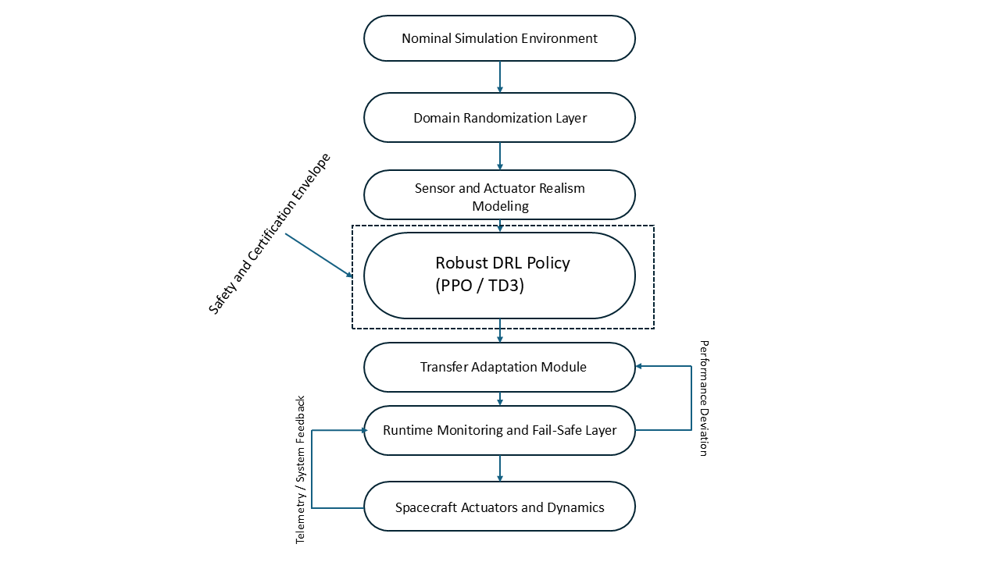 Nominal Simulation Environment
Domain Randomization Layer
Safety and Certification Envelope
Sensor and Actuator Realism
Modeling
Robust DRL Policy
(PPO / TD3)
Transfer Adaptation Module
Performance Deviation
Telemetry / System Feedback
Runtime Monitoring and Fail-Safe Layer
Spacecraft Actuators and Dynamics